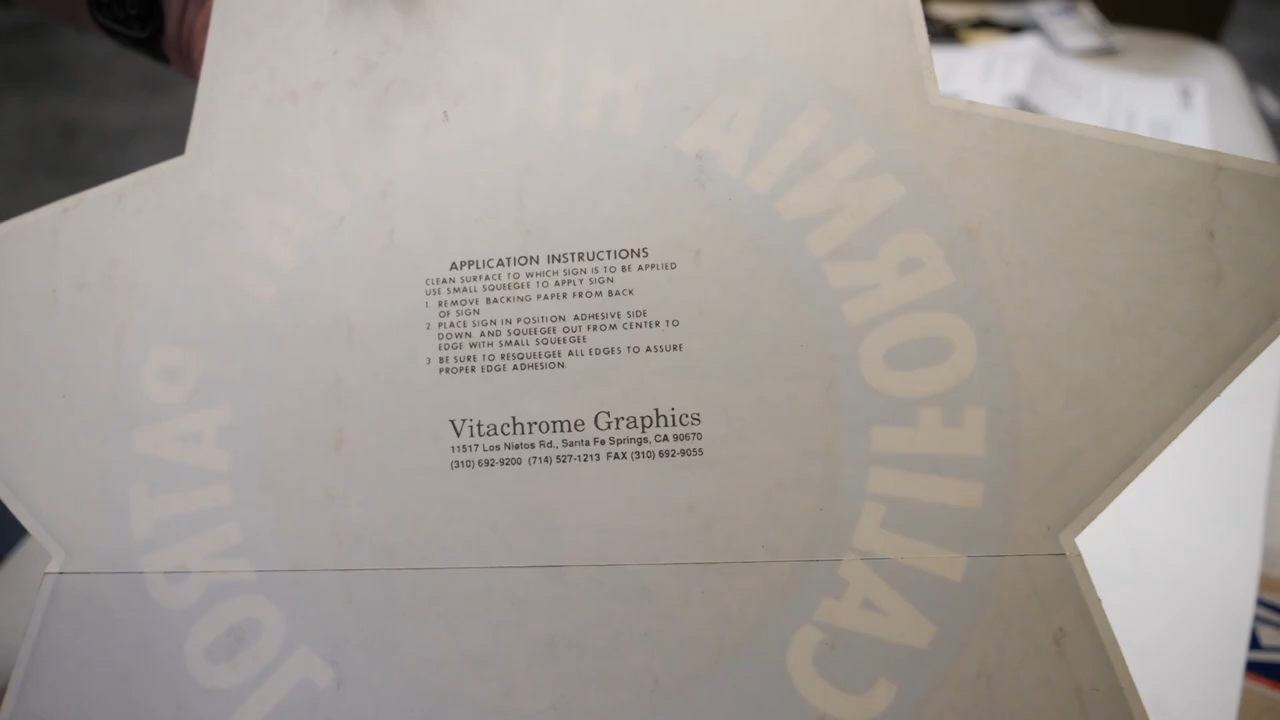 APPLICATION INSTRUCTIONS
CLEAN SURFACE TO WHICH SIGN IS TO BE APPLIED
USE SMALL SQUEEGEE TO APPLY SIGN
1. REMOVE BACKING PAPER FROM BACK
OF SIGN
2. PLACE SIGN IN POSITION. ADHESIVE SIDE
DOWN. AND SQUEEGEE OUT FROM CENTER TO
EDGE WITH SMALL SQUEEGEE
3. BE SURE TO RESQUEEGEE ALL EDGES TO ASSURE
PROPER EDGE ADHESION.
Vitachrome Graphics
11517 Los Nietos Rd., Santa Fe Springs, CA 90670
(310) 692-9200 (714) 527-1213 FAX (310) 692-9055
CALIFORNIA HIGHWAY PATROL